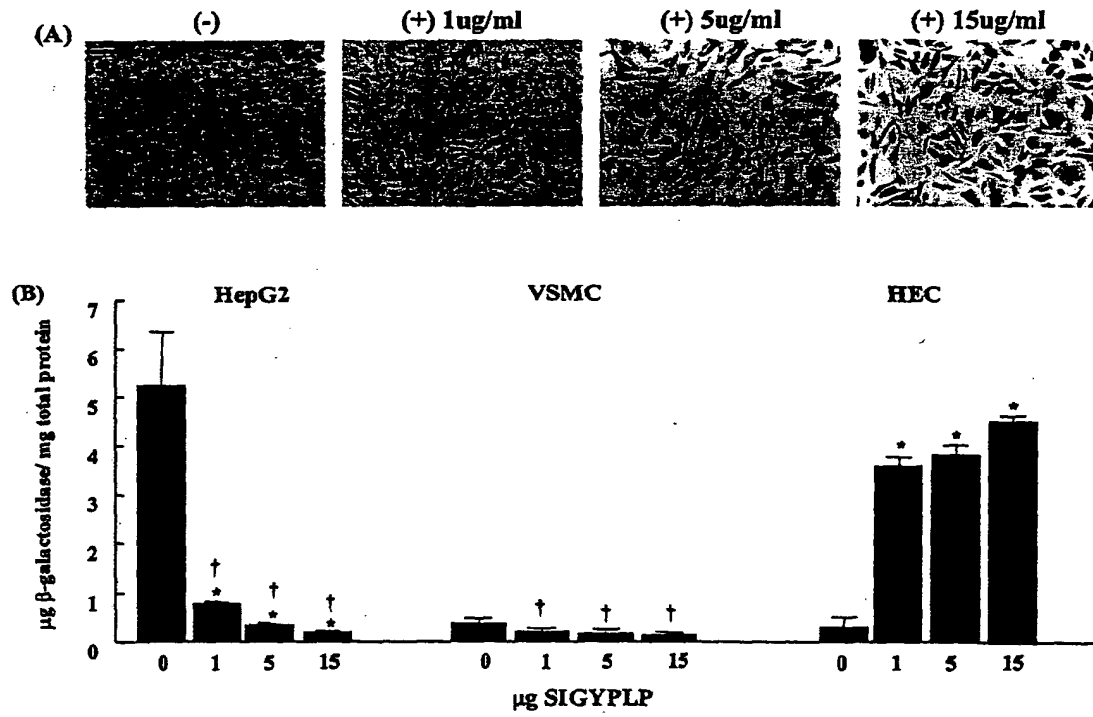 (A) (-) (+) 1ug/ml (+) 5ug/ml (+) 15ug/ml
(B) HepG2 VSMC HEC
µg β-galactosidase/ mg total protein
7
6
5
4
3
2
1
0
† * † * † * † † † * * *
0 1 5 15 0 1 5 15 0 1 5 15
µg SIGYPLP